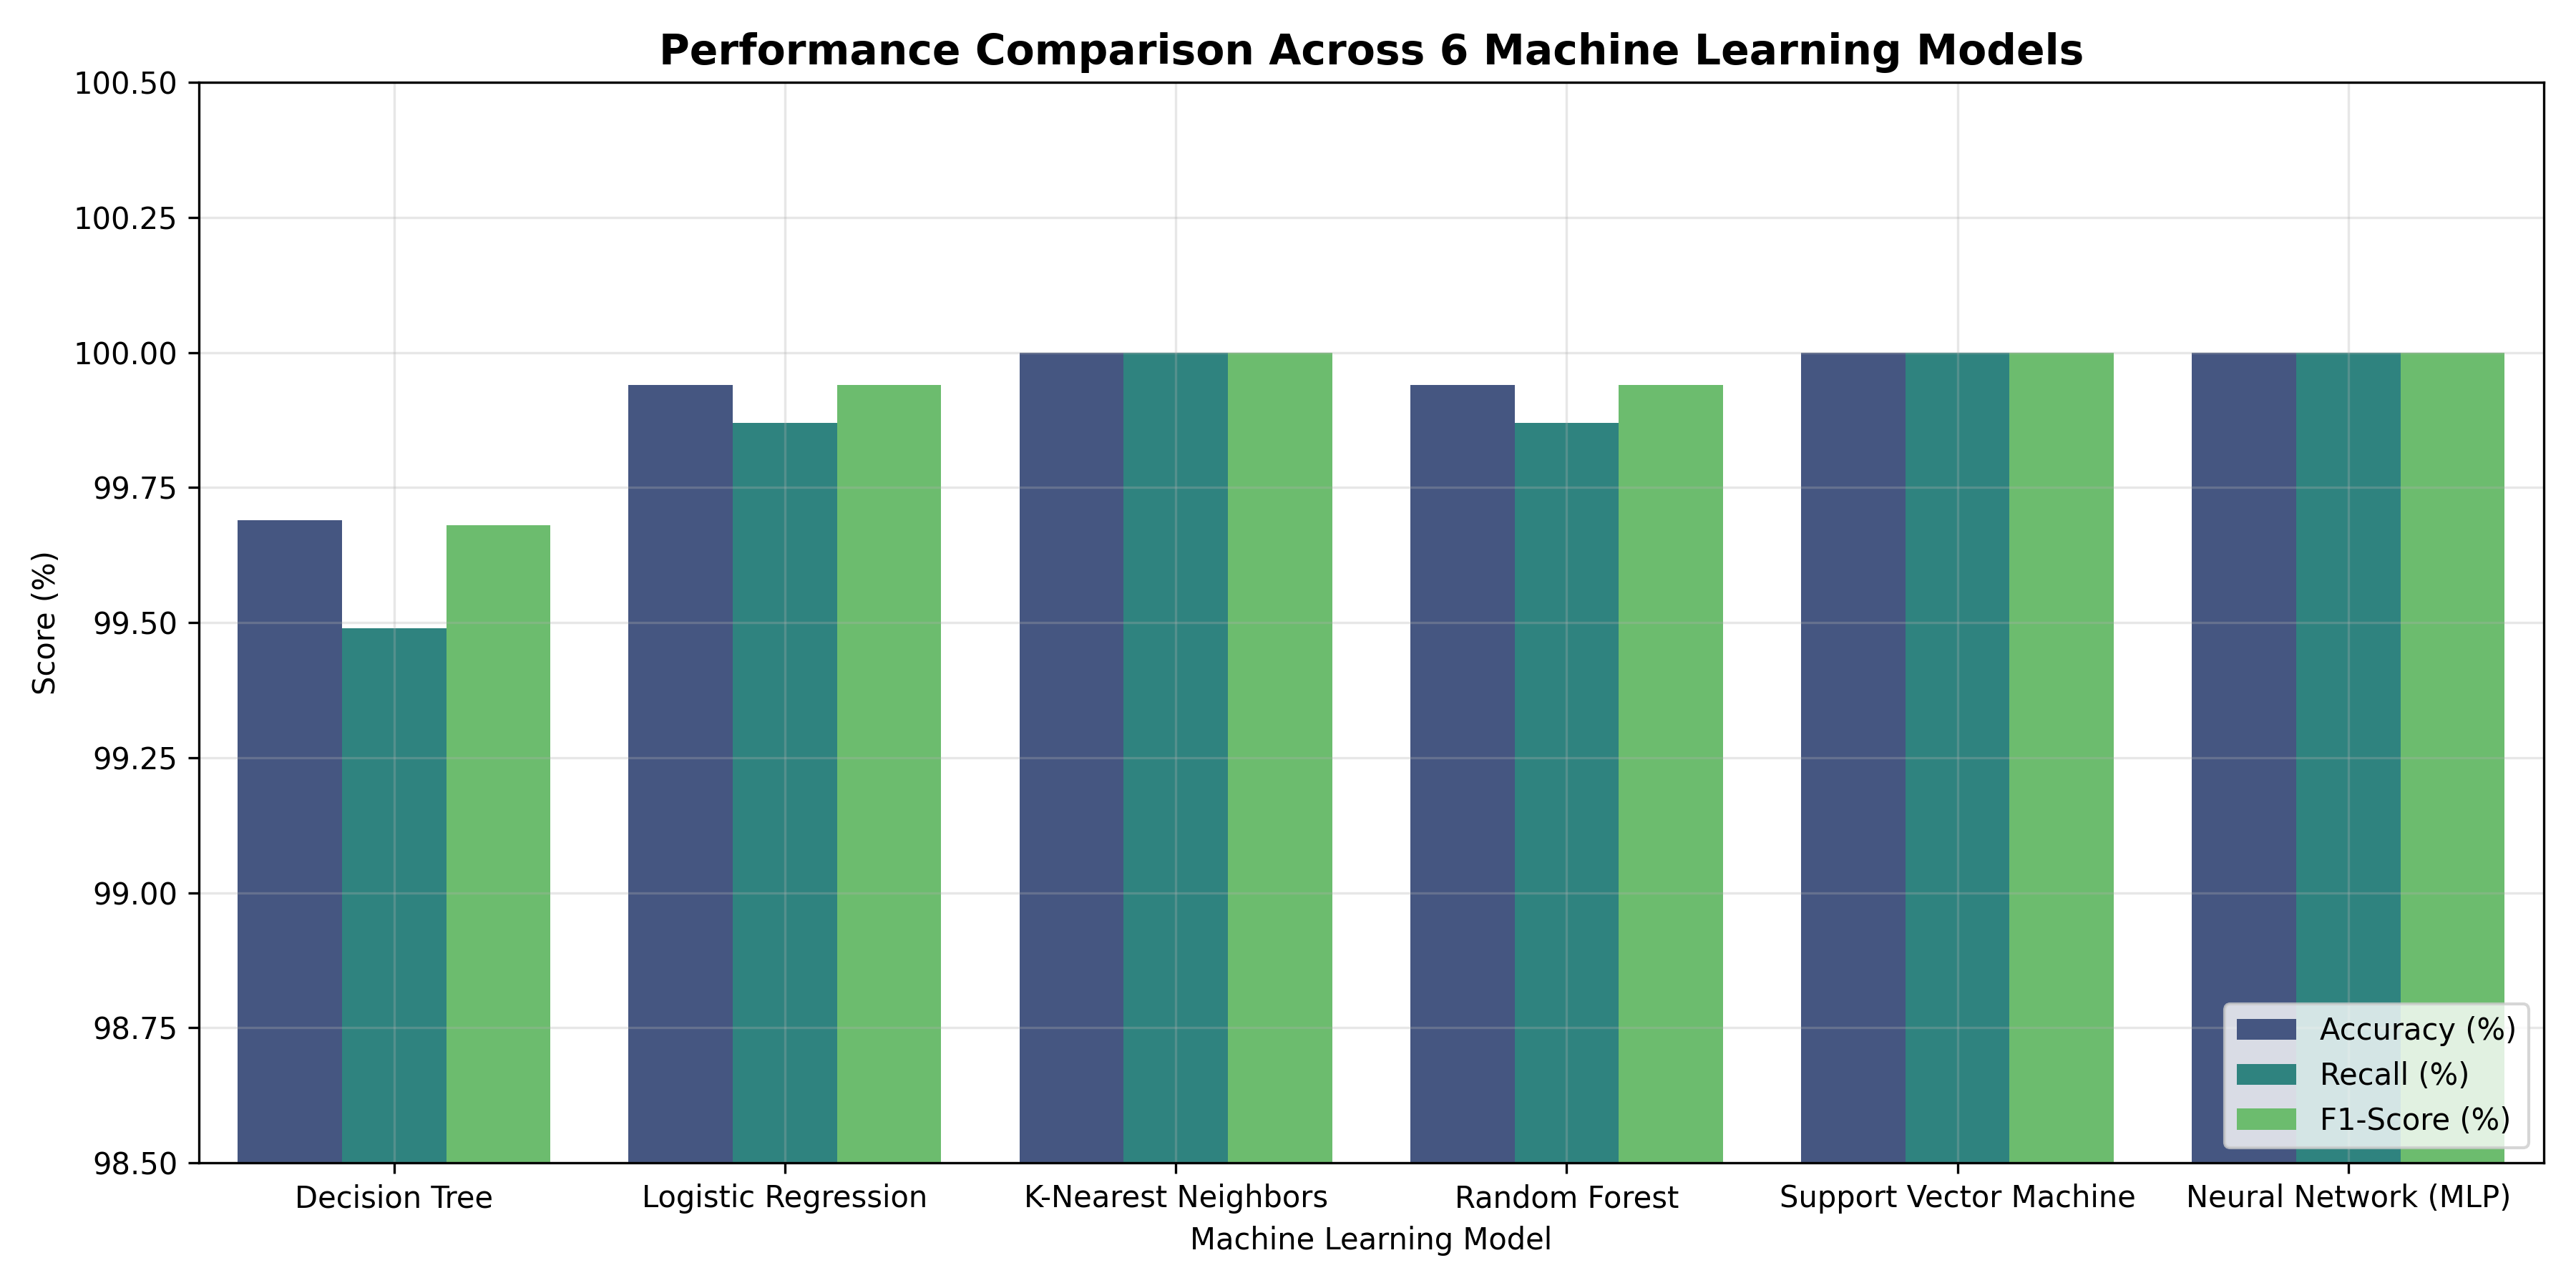 Performance Comparison Across 6 Machine Learning Models
100.50
100.25
100.00
99.75
99.50
99.25
99.00
98.75
98.50
Score (%)
Accuracy (%)
Recall (%)
F1-Score (%)
Decision Tree
Logistic Regression
K-Nearest Neighbors
Random Forest
Support Vector Machine
Neural Network (MLP)
Machine Learning Model